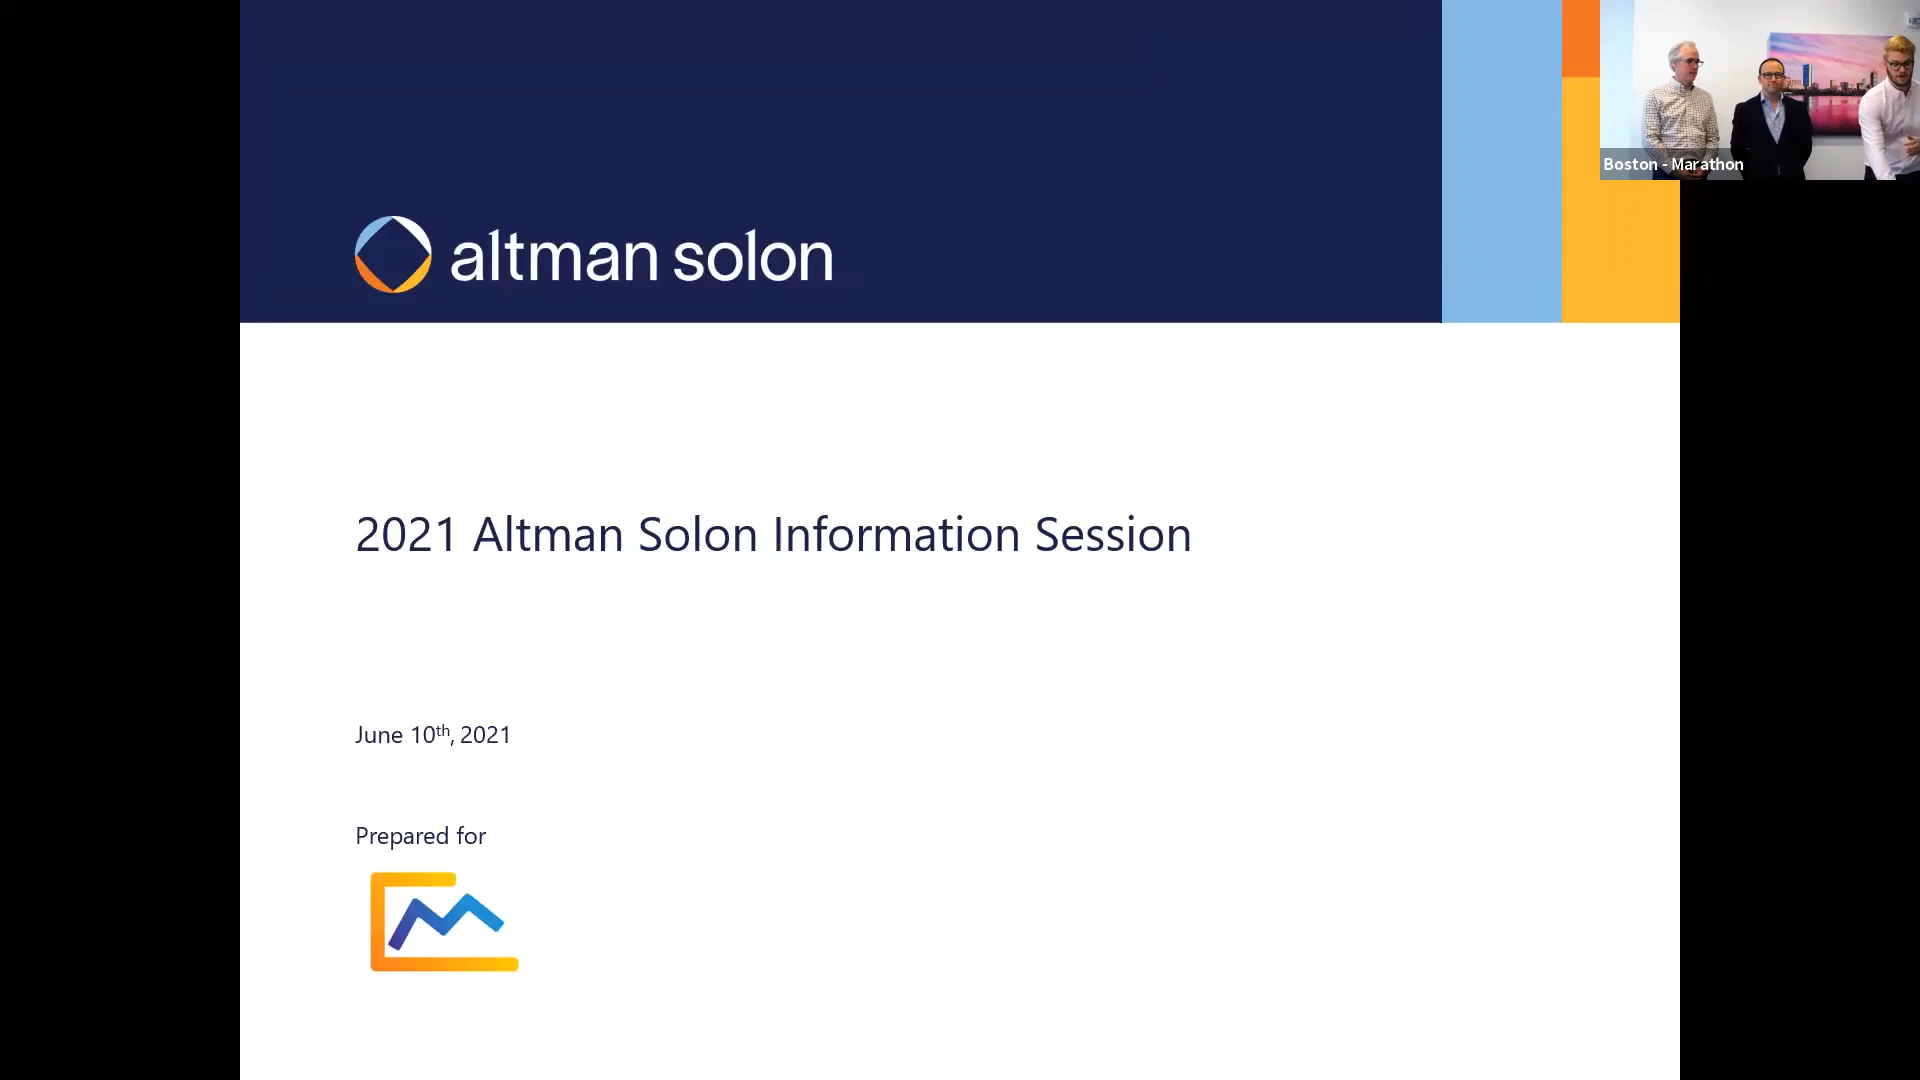 Boston - Marathon
altman solon
2021 Altman Solon Information Session
June 10th, 2021
Prepared for